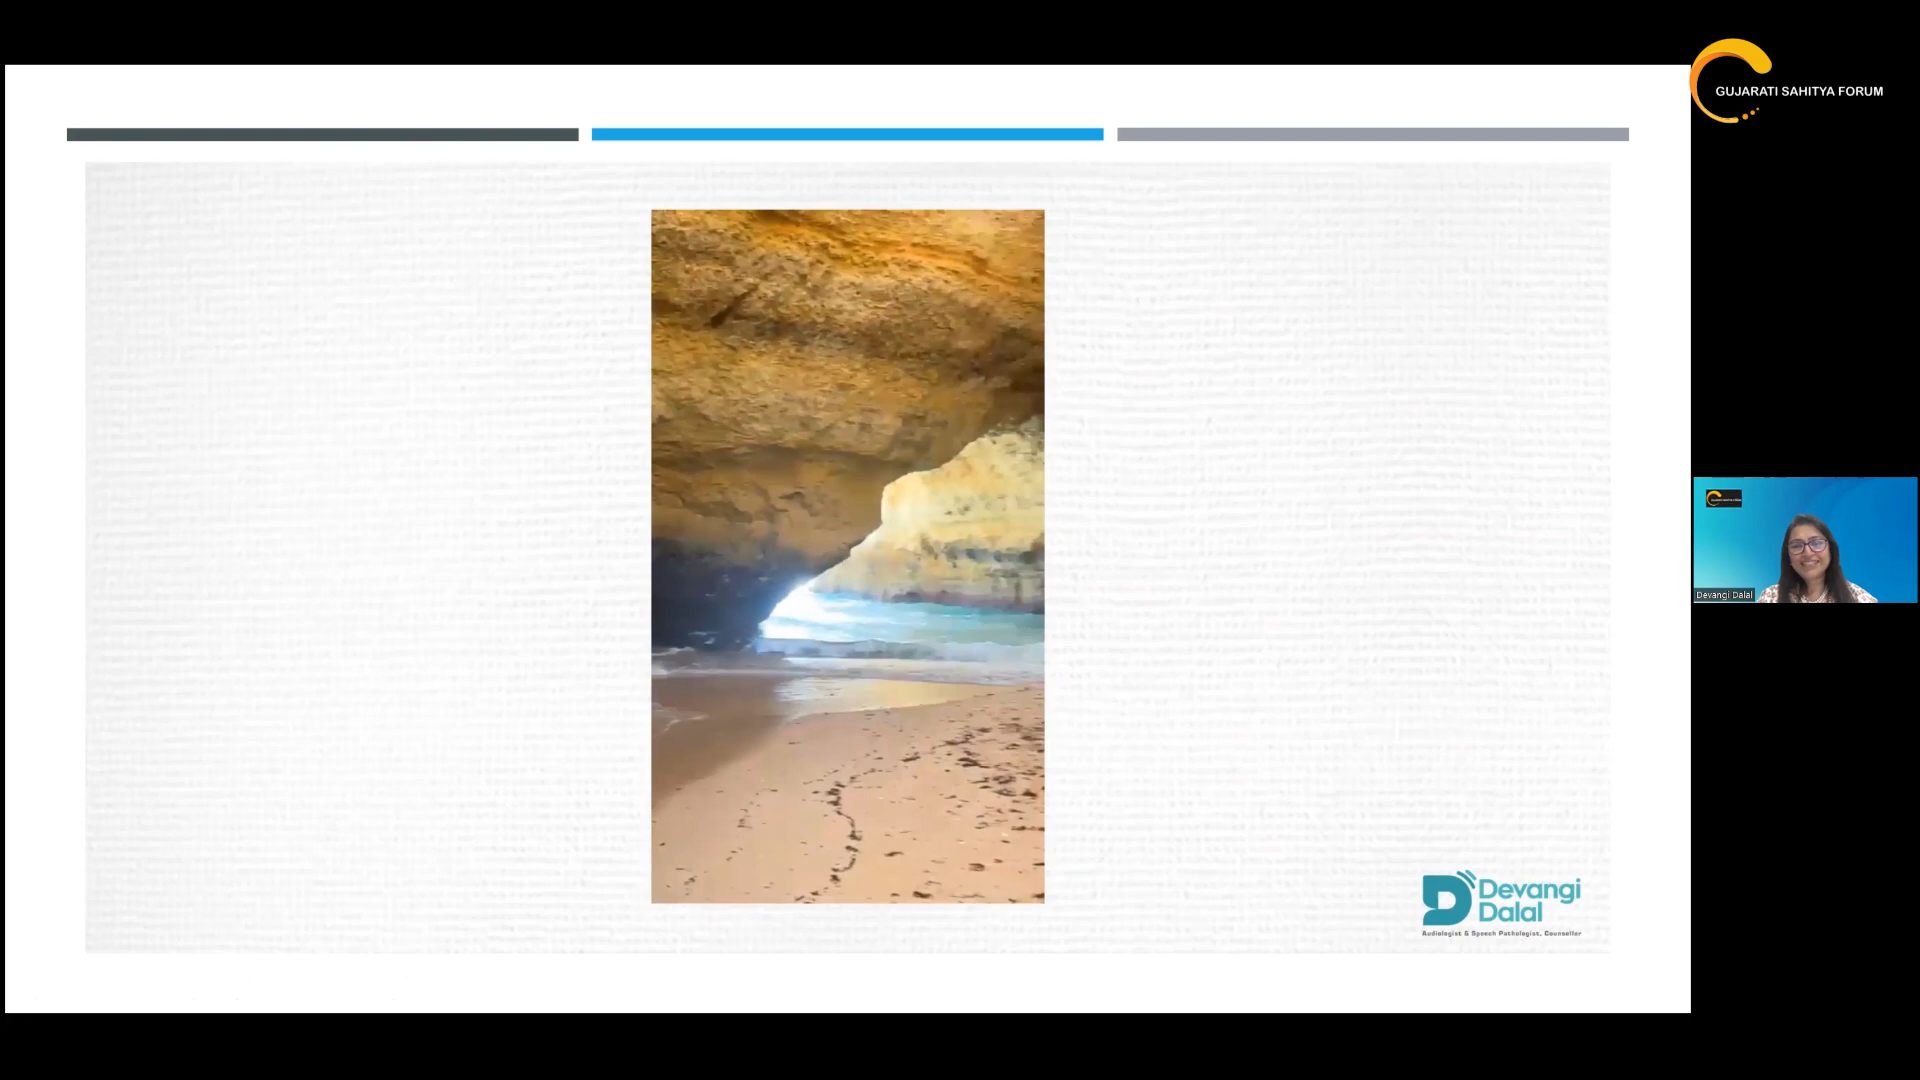 GUJARATI SAHITYA FORUM
Devangi Dalal
Devangi
Dalal
Audiologist & Speech Pathologist, Counsellor